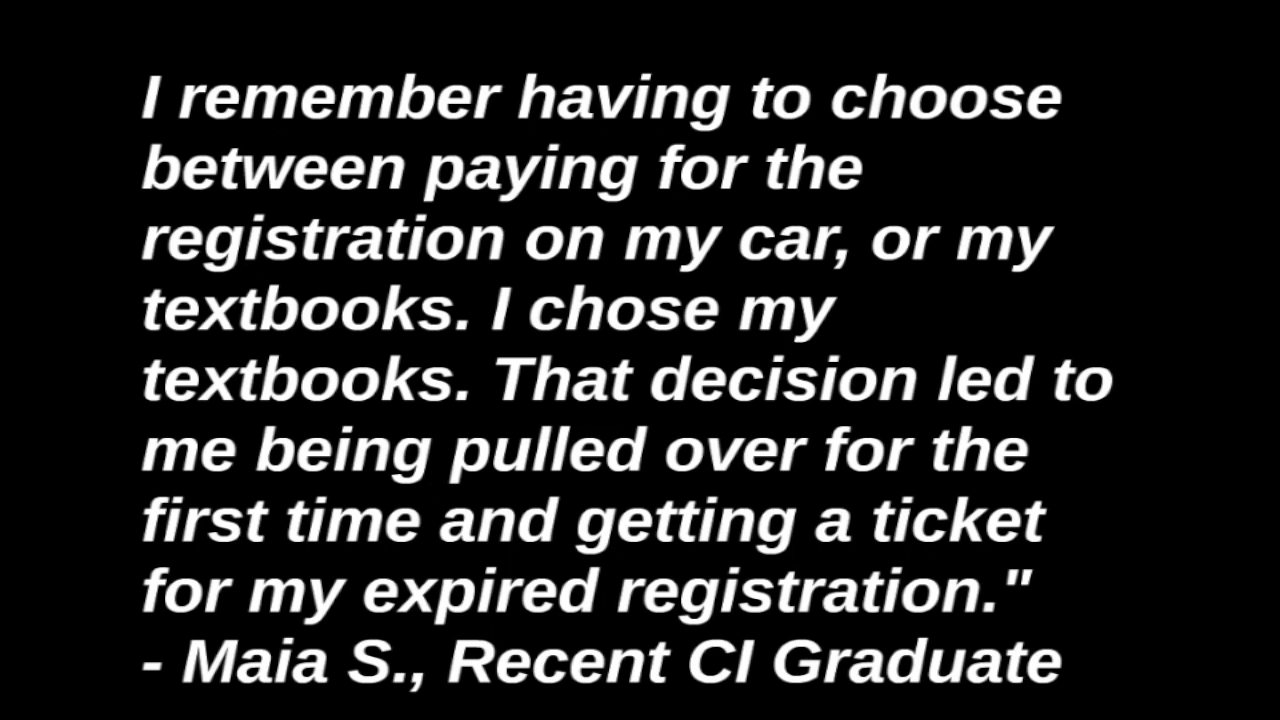 I remember having to choose
between paying for the
registration on my car, or my
textbooks. I chose my
textbooks. That decision led to
me being pulled over for the
first time and getting a ticket
for my expired registration."
- Maia S., Recent CI Graduate